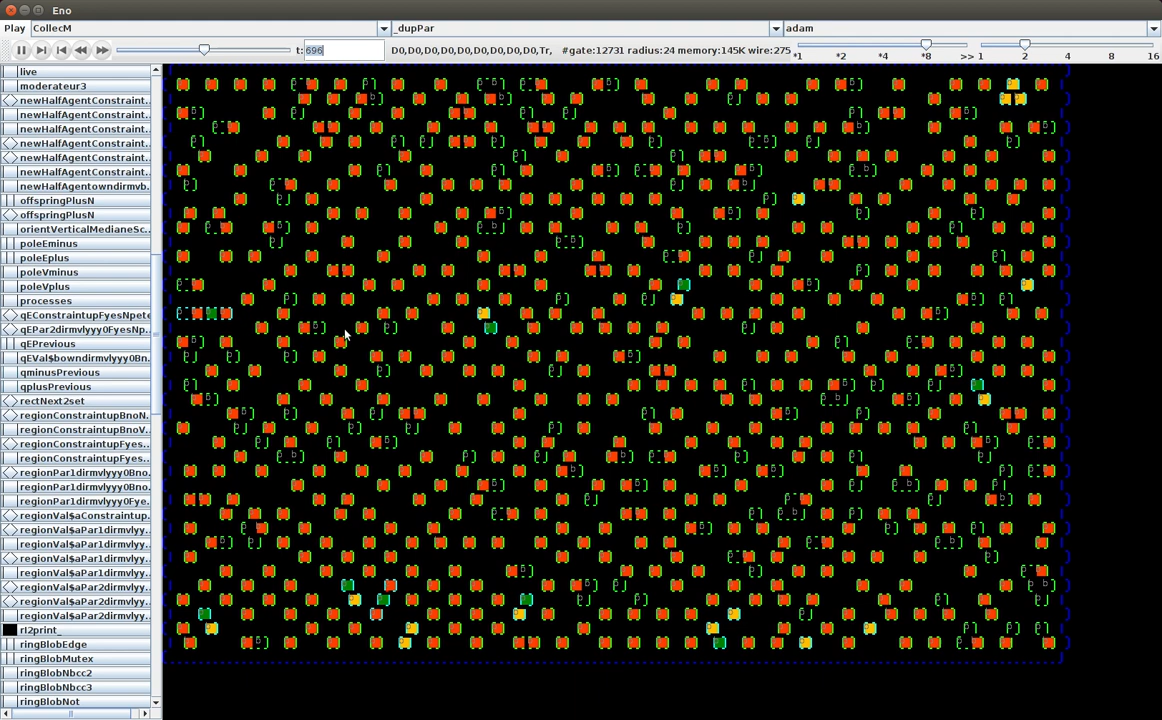 Eno
Play CollecM _dupPar adam
t: 696 D0,D0,D0,D0,D0,D0,D0,D0,D0,Tr, #gate:12731 radius:24 memory:145K wire:275 *1 *2 *4 *8 >> 1 1 2 4 8 16
live
moderateur3
newHalfAgentConstraint..
newHalfAgentConstraint..
newHalfAgentConstraint..
newHalfAgentConstraint..
newHalfAgentConstraint..
newHalfAgentConstraint..
newHalfAgentowndirmvb..
offspringPlusN
offspringPlusN
orientVerticalMedianeSc..
poleEminus
poleEplus
poleVminus
poleVplus
processes
qEConstraintupFyesNpete
qEPar2dirmvlyyy0FyesNp..
qEPrevious
qEVal$bowndirmvlyyy0Bn..
qminusPrevious
qplusPrevious
rectNext2set
regionConstraintupBnoN..
regionConstraintupBnoV..
regionConstraintupFyes..
regionConstraintupFyes..
regionPar1dirmvlyyy0Bno..
regionPar1dirmvlyyy0Bno..
regionPar1dirmvlyyy0Fye..
regionVal$aConstraintup..
regionVal$aPar1dirmvlyy..
regionVal$aPar1dirmvlyy..
regionVal$aPar1dirmvlyy..
regionVal$aPar1dirmvlyy..
regionVal$aPar2dirmvlyy..
regionVal$aPar2dirmvlyy..
regionVal$aPar2dirmvlyy..
rl2print_
ringBlobEdge
ringBlobMutex
ringBlobNbcc2
ringBlobNbcc3
ringBlobNot